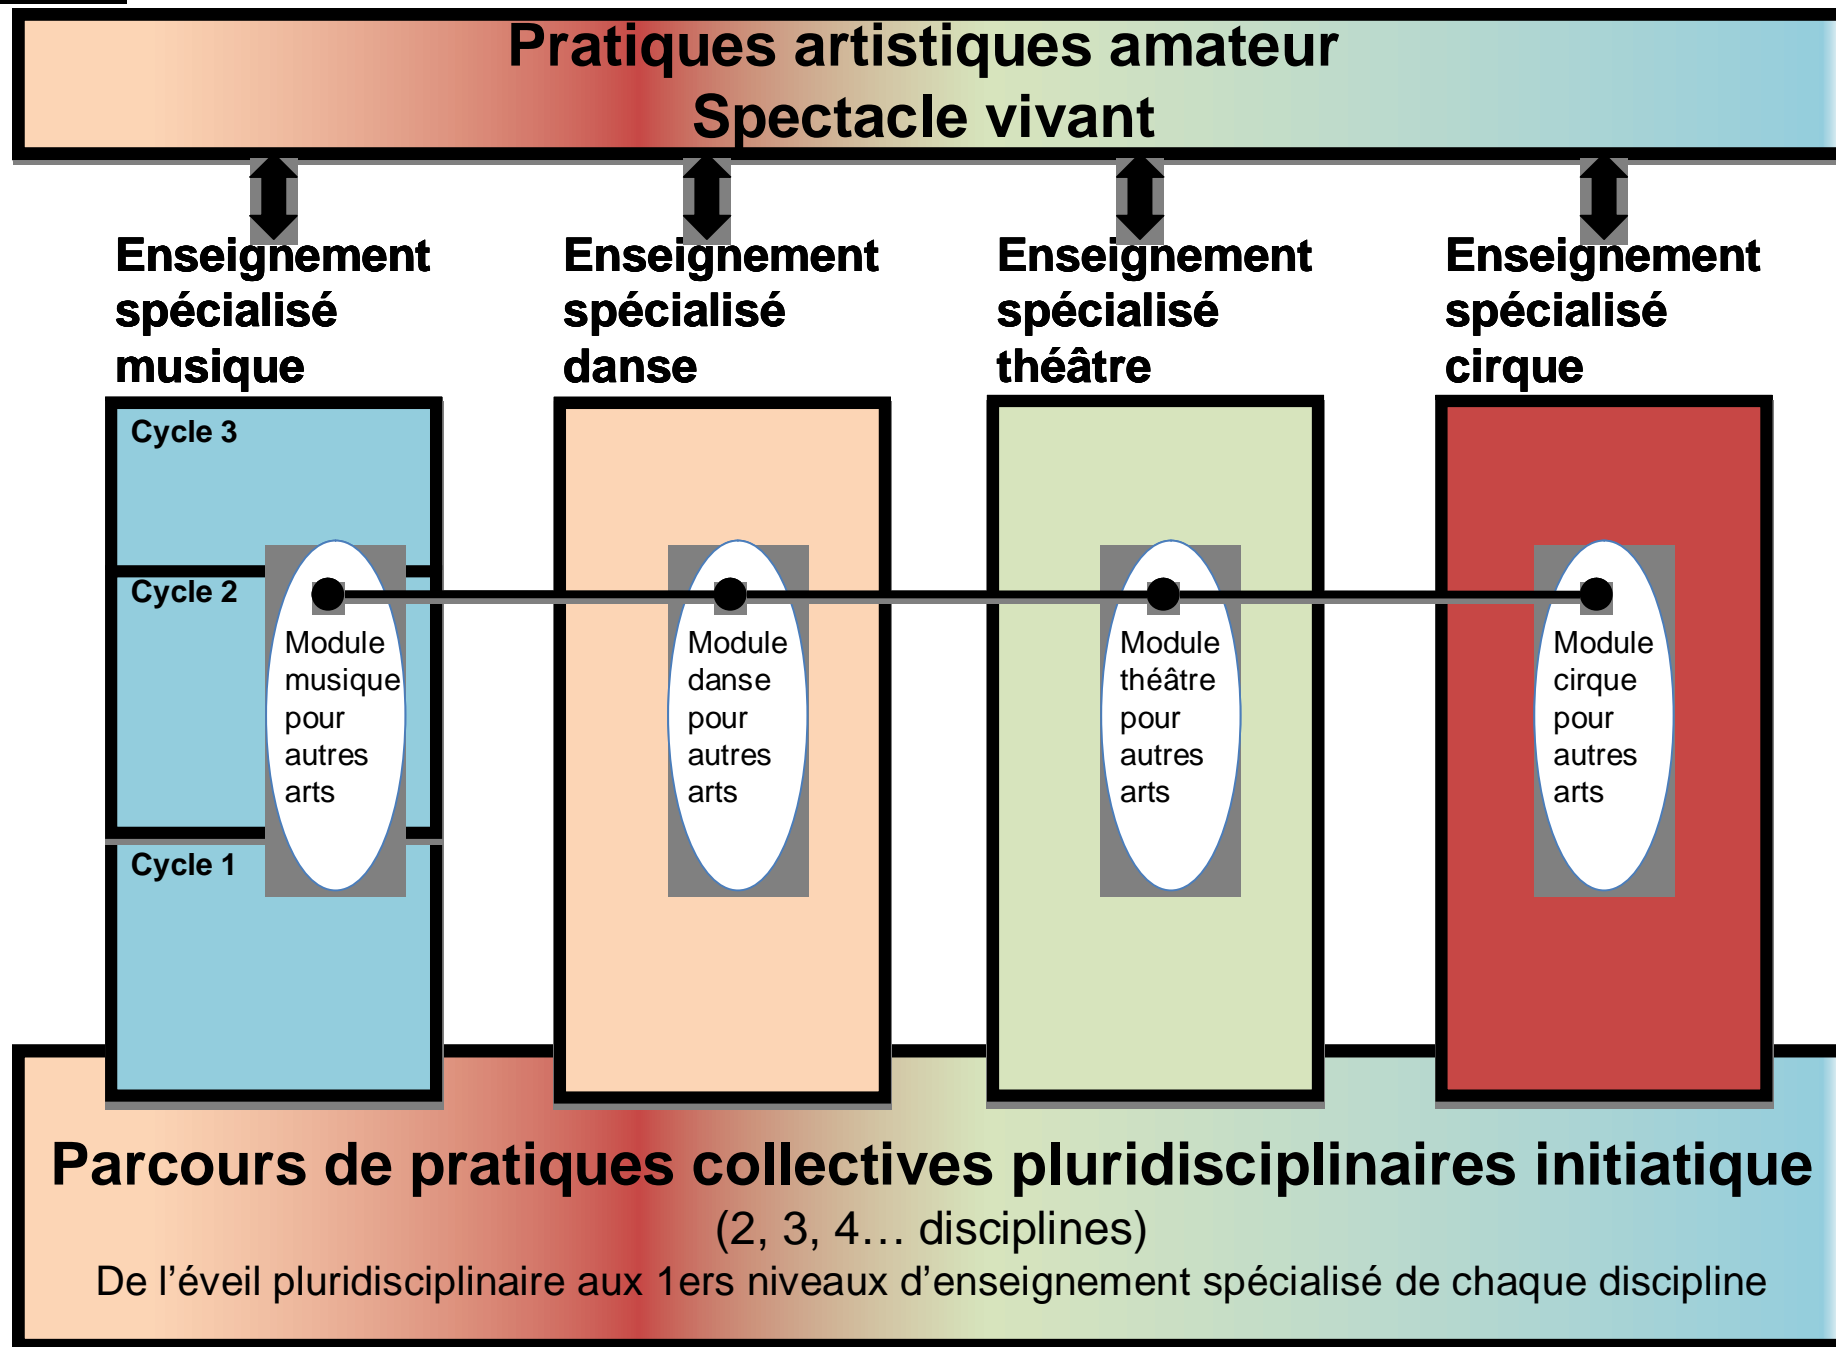 Pratiques artistiques amateur
Spectacle vivant
Enseignement
spécialisé
musique
Enseignement
spécialisé
danse
Enseignement
spécialisé
théâtre
Enseignement
spécialisé
cirque
Cycle 3
Cycle 2
Cycle 1
Module
musique
pour
autres
arts
Module
danse
pour
autres
arts
Module
théâtre
pour
autres
arts
Module
cirque
pour
autres
arts
Parcours de pratiques collectives pluridisciplinaires initiatique
(2, 3, 4… disciplines)
De l’éveil pluridisciplinaire aux 1ers niveaux d’enseignement spécialisé de chaque discipline